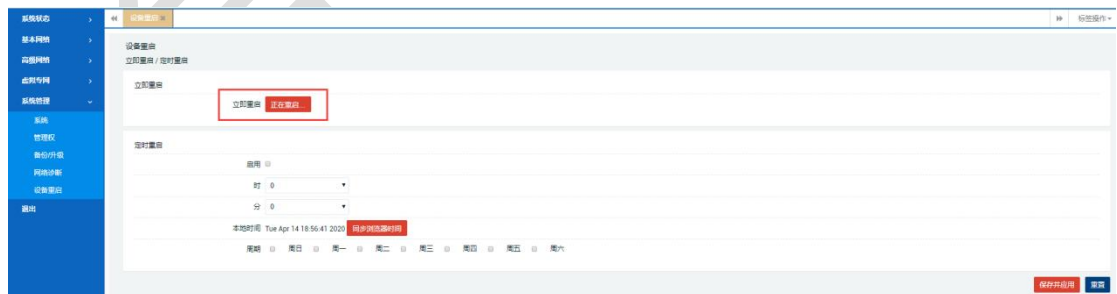 系统状态
基本网络
高级网络
虚拟专网
系统管理
系统
管理权
备份/升级
网络诊断
设备重启
退出
设备重启
标签操作
设备重启
立即重启 / 定时重启
立即重启
立即重启 正在重启...
定时重启
启用
时 0
分 0
本地时间 Tue Apr 14 18:56:41 2020 同步浏览器时间
周期 周日 周一 周二 周三 周四 周五 周六
保存并启用 重置